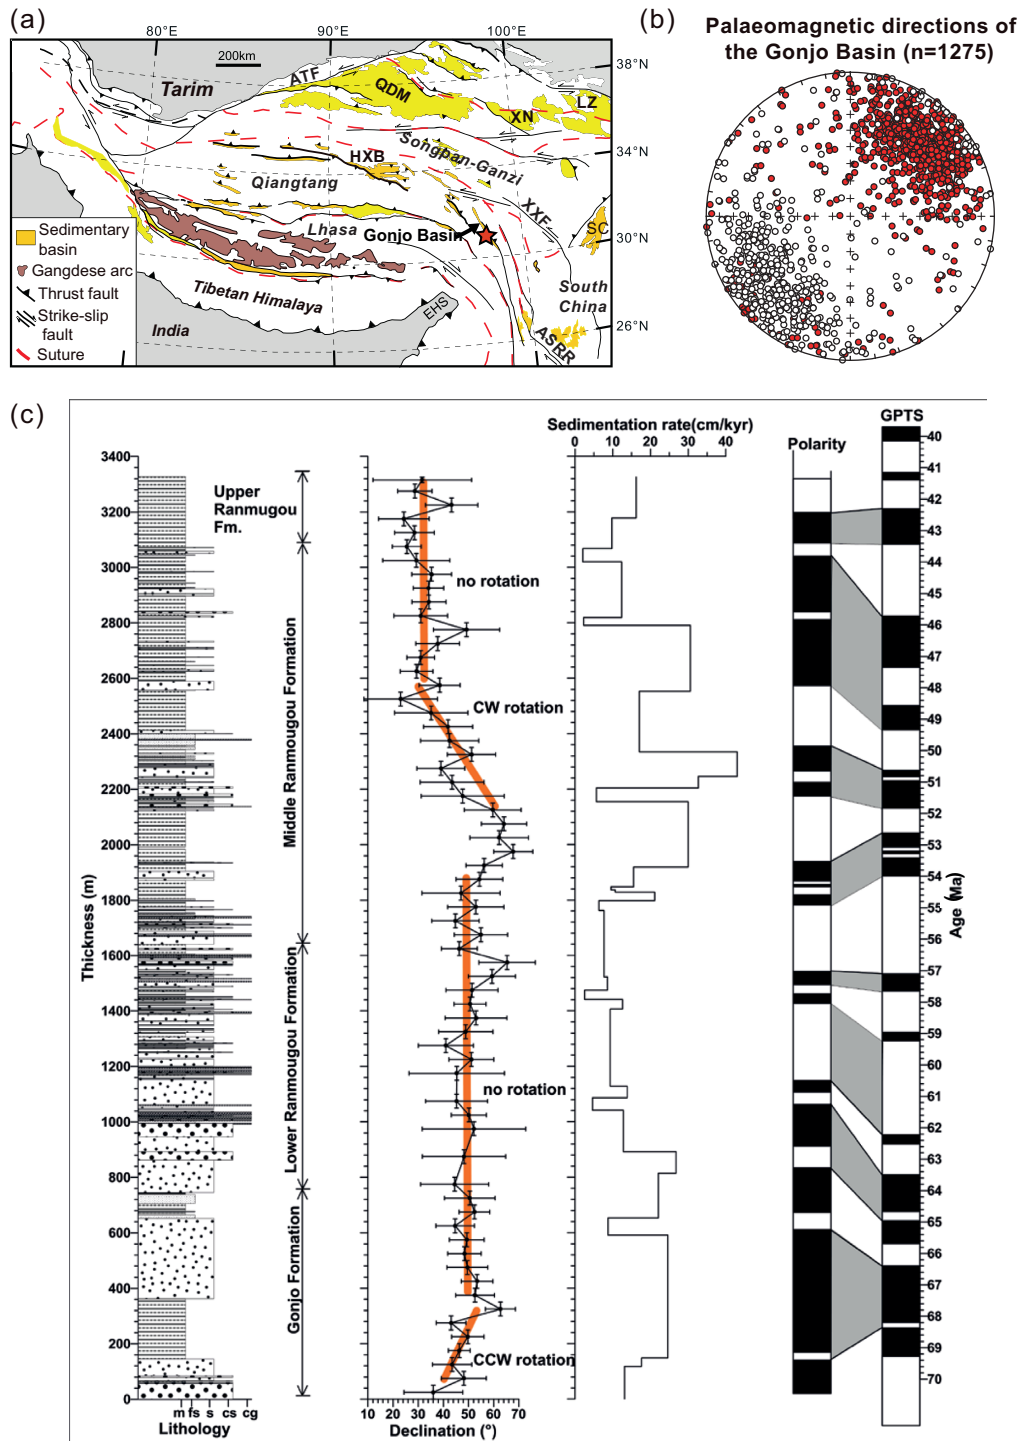 (a)
80°E
90°E
100°E
200km
38°N
34°N
30°N
26°N
Tarim
ATF
QDM
LZ
XN
HXB
Songpan-Ganzi
Qiangtang
XXF
Lhasa
Gonjo Basin
SC
Sedimentary
basin
Gangdese arc
Thrust fault
Strike-slip
fault
Suture
Tibetan Himalaya
India
EHS
South
China
ASRR
(b)
Palaeomagnetic directions of
the Gonjo Basin (n=1275)
(c)
Sedimentation rate(cm/kyr)
0 10 20 30 40
Polarity
GPTS
Thickness (m)
3400
3200
3000
2800
2600
2400
2200
2000
1800
1600
1400
1200
1000
800
600
400
200
0
m fs s cs cg
Lithology
Upper
Ranmugou
Fm.
Middle Ranmougou Formation
Lower Ranmougou Formation
Gonjo Formation
no rotation
CW rotation
no rotation
CCW rotation
10 20 30 40 50 60 70
Declination (°)
40
41
42
43
44
45
46
47
48
49
50
51
52
53
54
55
56
57
58
59
60
61
62
63
64
65
66
67
68
69
70
Age (Ma)